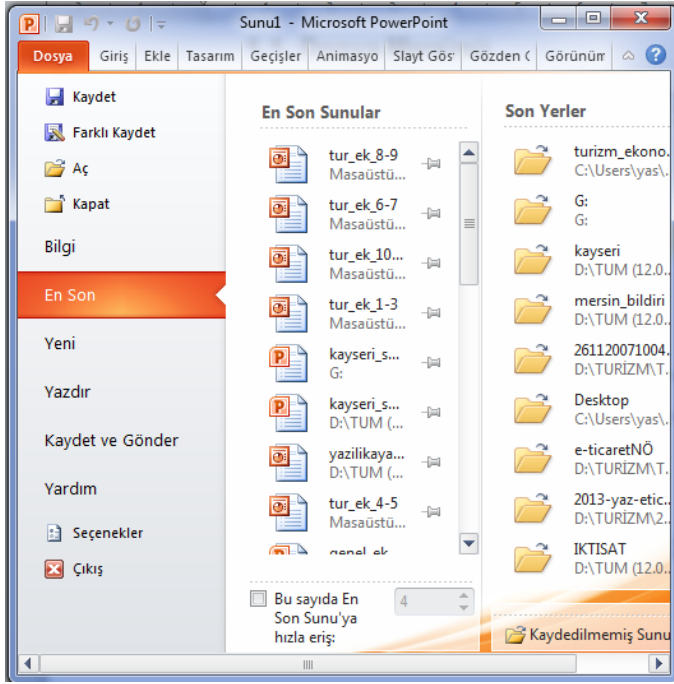 Sunu1 - Microsoft PowerPoint
Dosya Giriş Ekle Tasarım Geçişler Animasyo Slayt Gös Gözden Görünüm
Kaydet
Farklı Kaydet
Aç
Kapat
Bilgi
En Son
Yeni
Yazdır
Kaydet ve Gönder
Yardım
Seçenekler
Çıkış
En Son Sunular
tur_ek_8-9
Masaüstü...
tur_ek_6-7
Masaüstü...
tur_ek_10...
Masaüstü...
tur_ek_1-3
Masaüstü...
kayseri_s...
G:
kayseri_s...
D:\TUM (...
yazilikaya...
D:\TUM (...
tur_ek_4-5
Masaüstü...
genel_ek
Bu sayıda En
Son Sunu'ya
hızla eriş:
4
Son Yerler
turizm_ekono.
C:\Users\yas\.
G:
G:
kayseri
D:\TUM (12.0.
mersin_bildiri
D:\TUM (12.0.
261120071004.
D:\TURİZM\T.
Desktop
C:\Users\yas\.
e-ticaretNÖ
D:\TURİZM\T.
2013-yaz-etic.
D:\TURİZM\2.
IKTISAT
D:\TUM (12.0.
Kaydedilmemiş Sunu